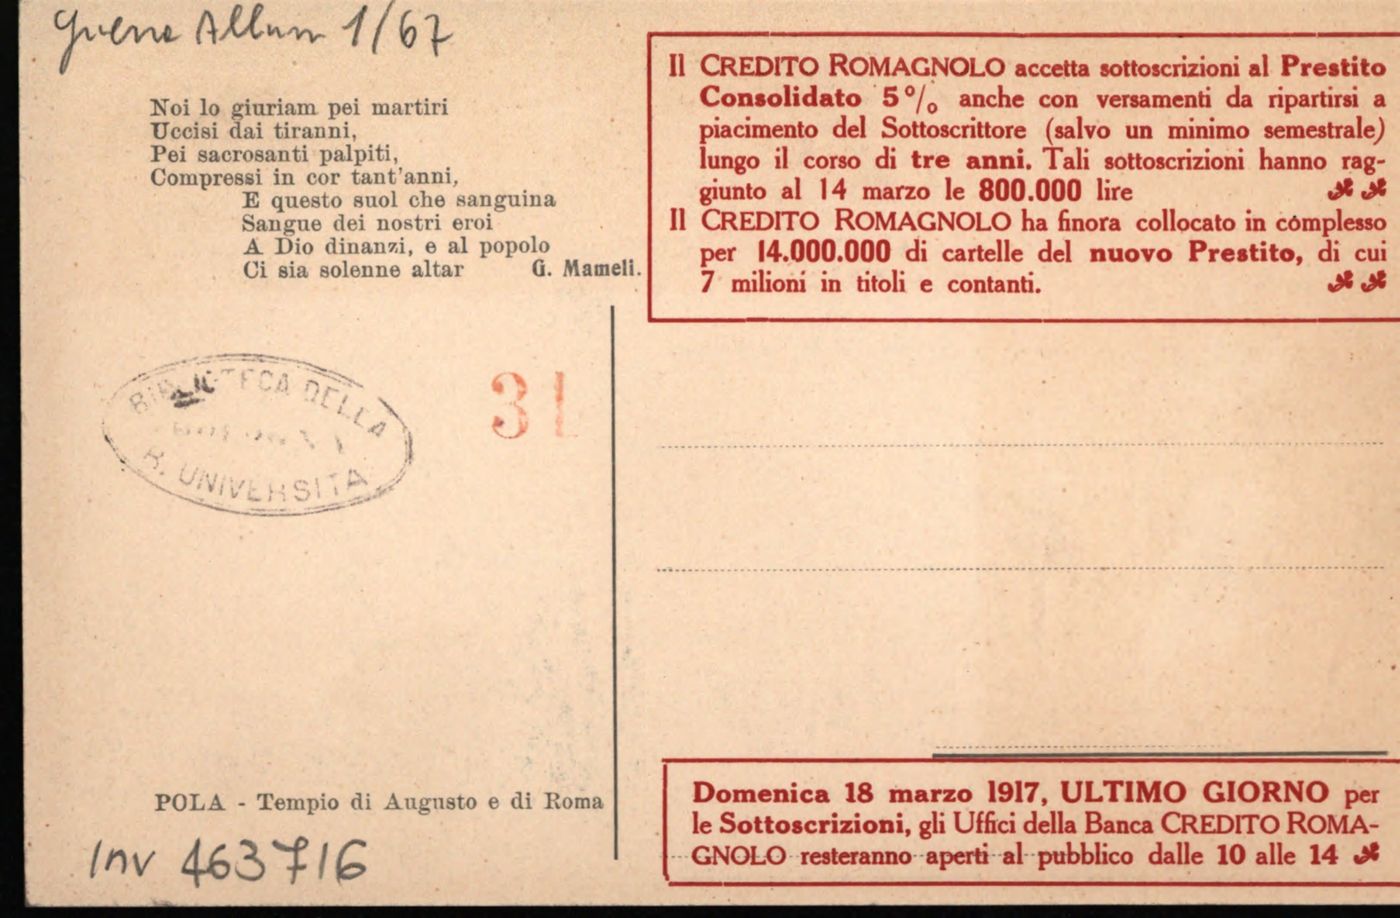 Guerra Album 1/67
Noi lo giuriam pei martiri
Uccisi dai tiranni,
Pei sacrosanti palpiti,
Compressi in cor tant'anni,
E questo suol che sanguina
Sangue dei nostri eroi
A Dio dinanzi, e al popolo
Ci sia solenne altar G. Mameli.
BIBLIOTECA DELLA
R. UNIVERSITA
31
POLA - Tempio di Augusto e di Roma
Inv 463716
Il CREDITO ROMAGNOLO accetta sottoscrizioni al Prestito
Consolidato 5% anche con versamenti da ripartirsi a
piacimento del Sottoscrittore (salvo un minimo semestrale)
lungo il corso di tre anni. Tali sottoscrizioni hanno rag-
giunto al 14 marzo le 800.000 lire
Il CREDITO ROMAGNOLO ha finora collocato in complesso
per 14.000.000 di cartelle del nuovo Prestito, di cui
7 milioni in titoli e contanti.
Domenica 18 marzo 1917, ULTIMO GIORNO per
le Sottoscrizioni, gli Uffici della Banca CREDITO ROMA-
GNOLO resteranno aperti al pubblico dalle 10 alle 14